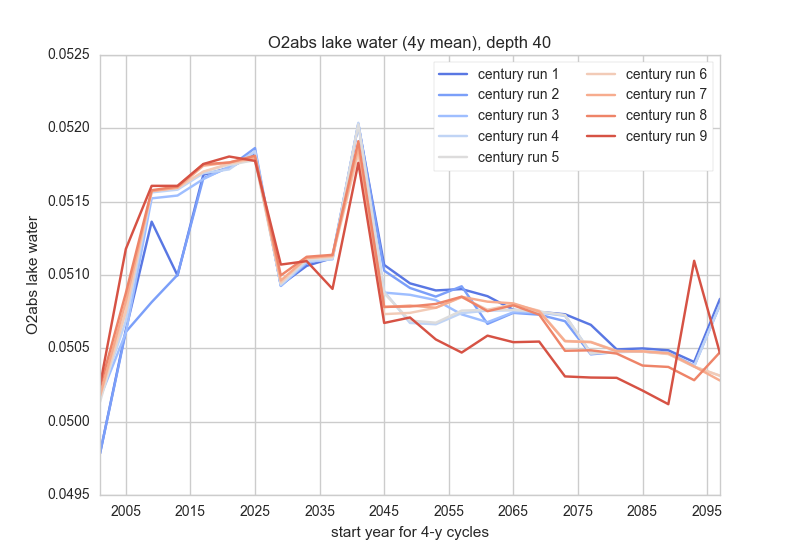 O2abs lake water (4y mean), depth 40
0.0525
0.0520
0.0515
0.0510
0.0505
0.0500
0.0495
O2abs lake water
century run 1
century run 2
century run 3
century run 4
century run 5
century run 6
century run 7
century run 8
century run 9
2005 2015 2025 2035 2045 2055 2065 2075 2085 2095
start year for 4-y cycles